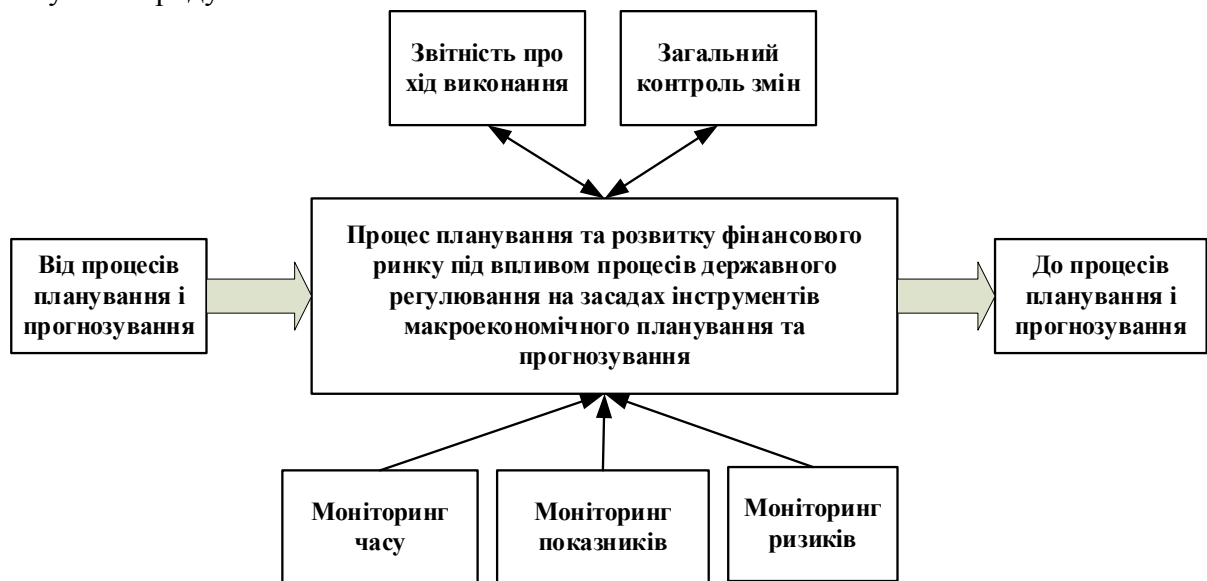 Звітність про
хід виконання
Загальний
контроль змін
Від процесів
планування і
прогнозування
Процес планування та розвитку фінансового
ринку під впливом процесів державного
регулювання на засадах інструментів
макроекономічного планування та
прогнозування
До процесів
планування і
прогнозування
Моніторинг
часу
Моніторинг
показників
Моніторинг
ризиків